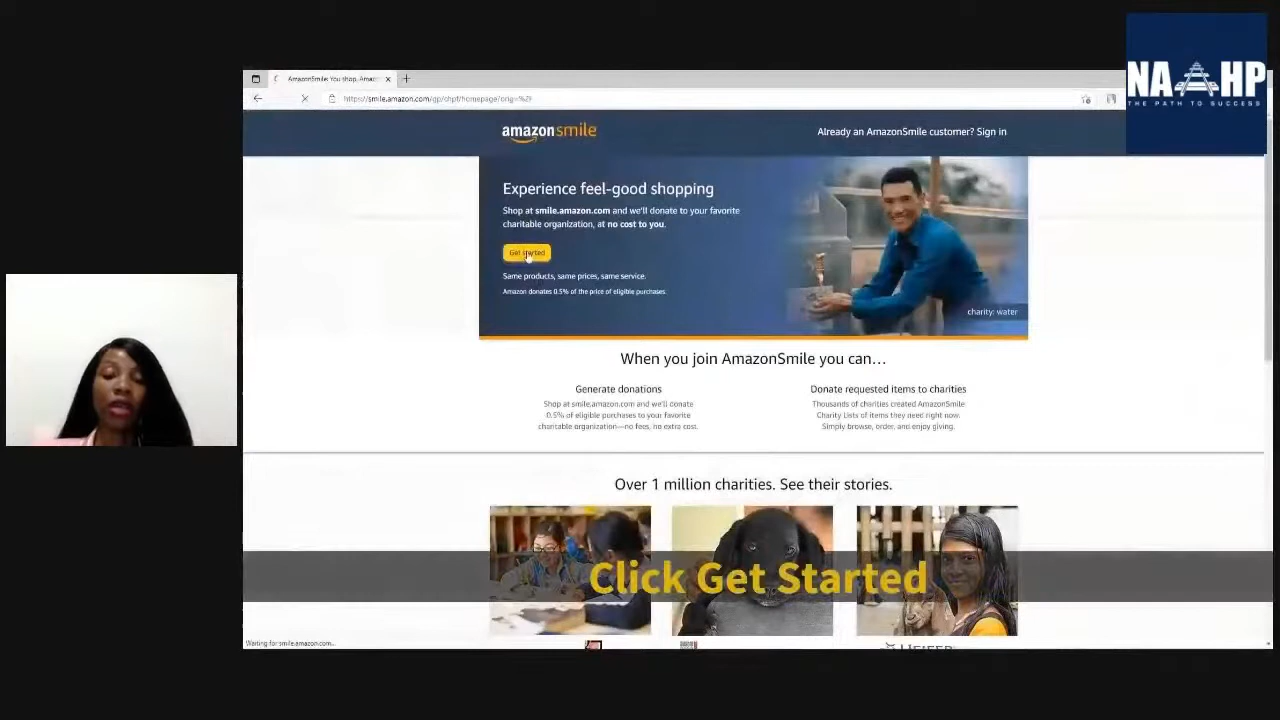 NAAHP
THE PATH TO SUCCESS
AmazonSmile: You shop. Amaz
https://smile.amazon.com/gp/chpf/homepage/orig=%2F
amazonsmile
Already an AmazonSmile customer? Sign in
Experience feel-good shopping
Shop at smile.amazon.com and we'll donate to your favorite
charitable organization, at no cost to you.
Get started
Same products, same prices, same service.
Amazon donates 0.5% of the price of eligible purchases.
charity: water
When you join AmazonSmile you can...
Generate donations
Shop at smile.amazon.com and we'll donate
0.5% of eligible purchases to your favorite
charitable organization—no fees, no extra cost.
Donate requested items to charities
Thousands of charities created AmazonSmile
Charity Lists of items they need right now.
Simply browse, order, and enjoy giving.
Over 1 million charities. See their stories.
Click Get Started
Waiting for smile.amazon.com...